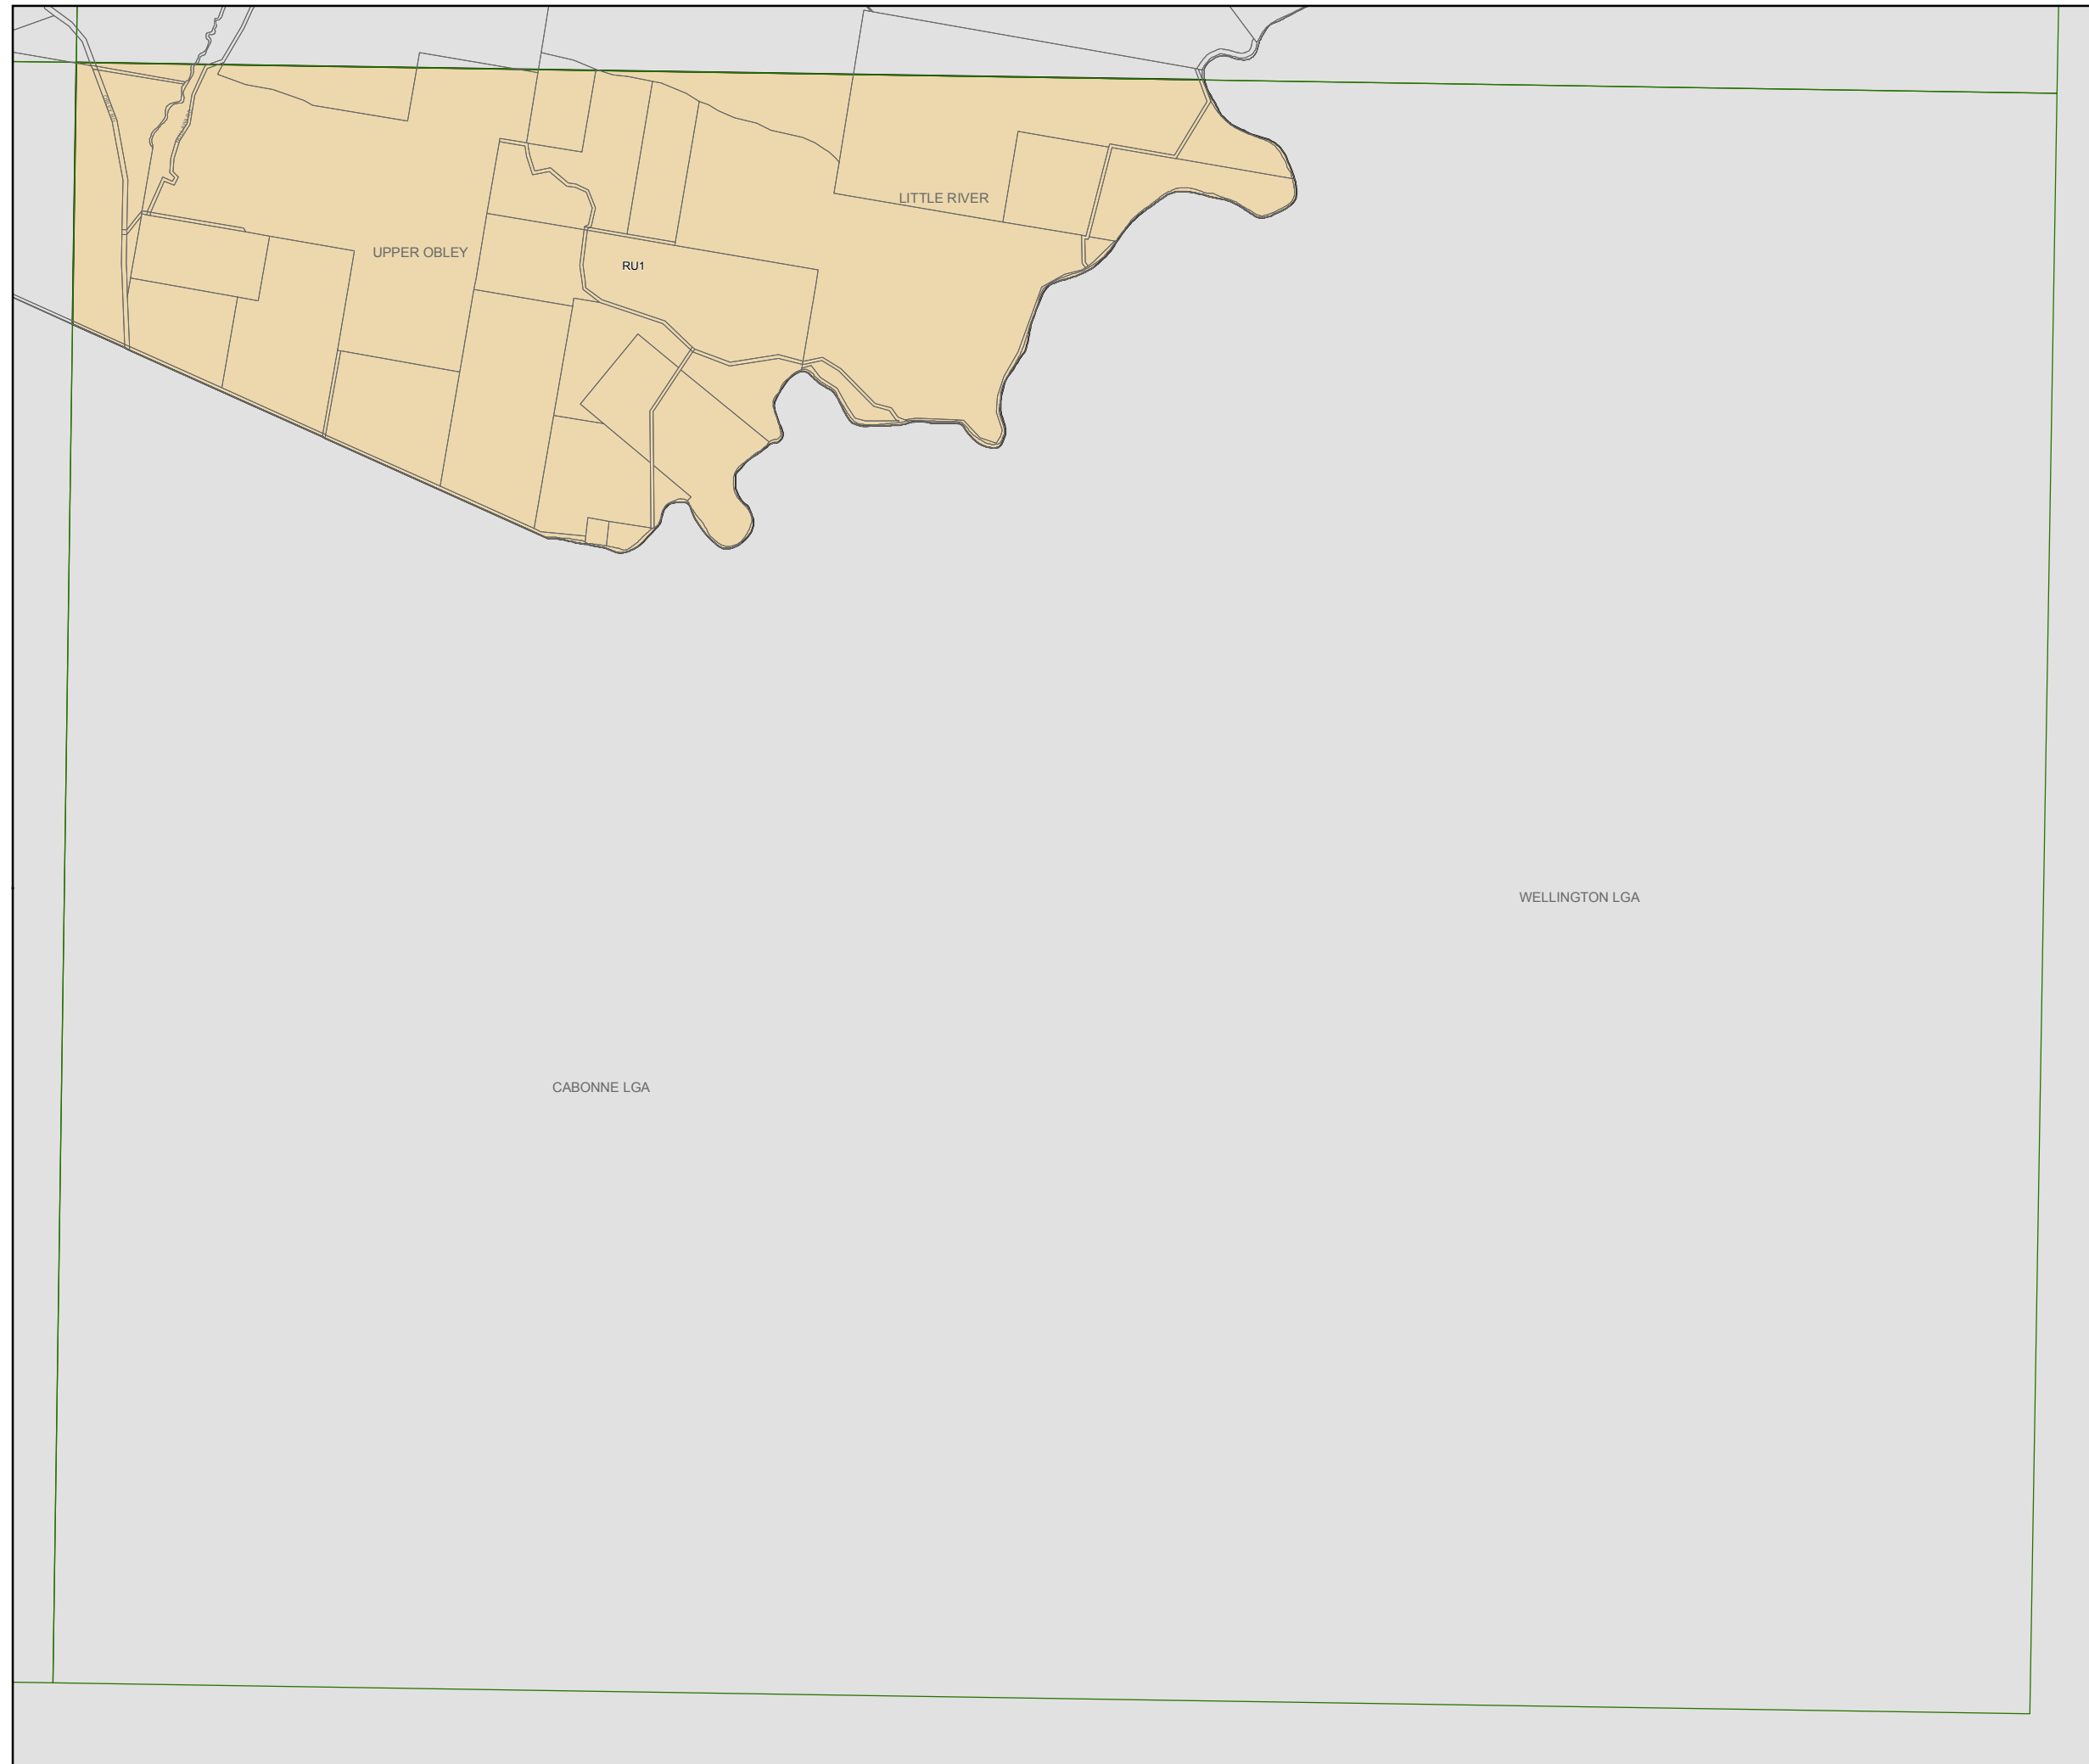 LITTLE RIVER
UPPER OBLEY
RU1
WELLINGTON LGA
CABONNE LGA